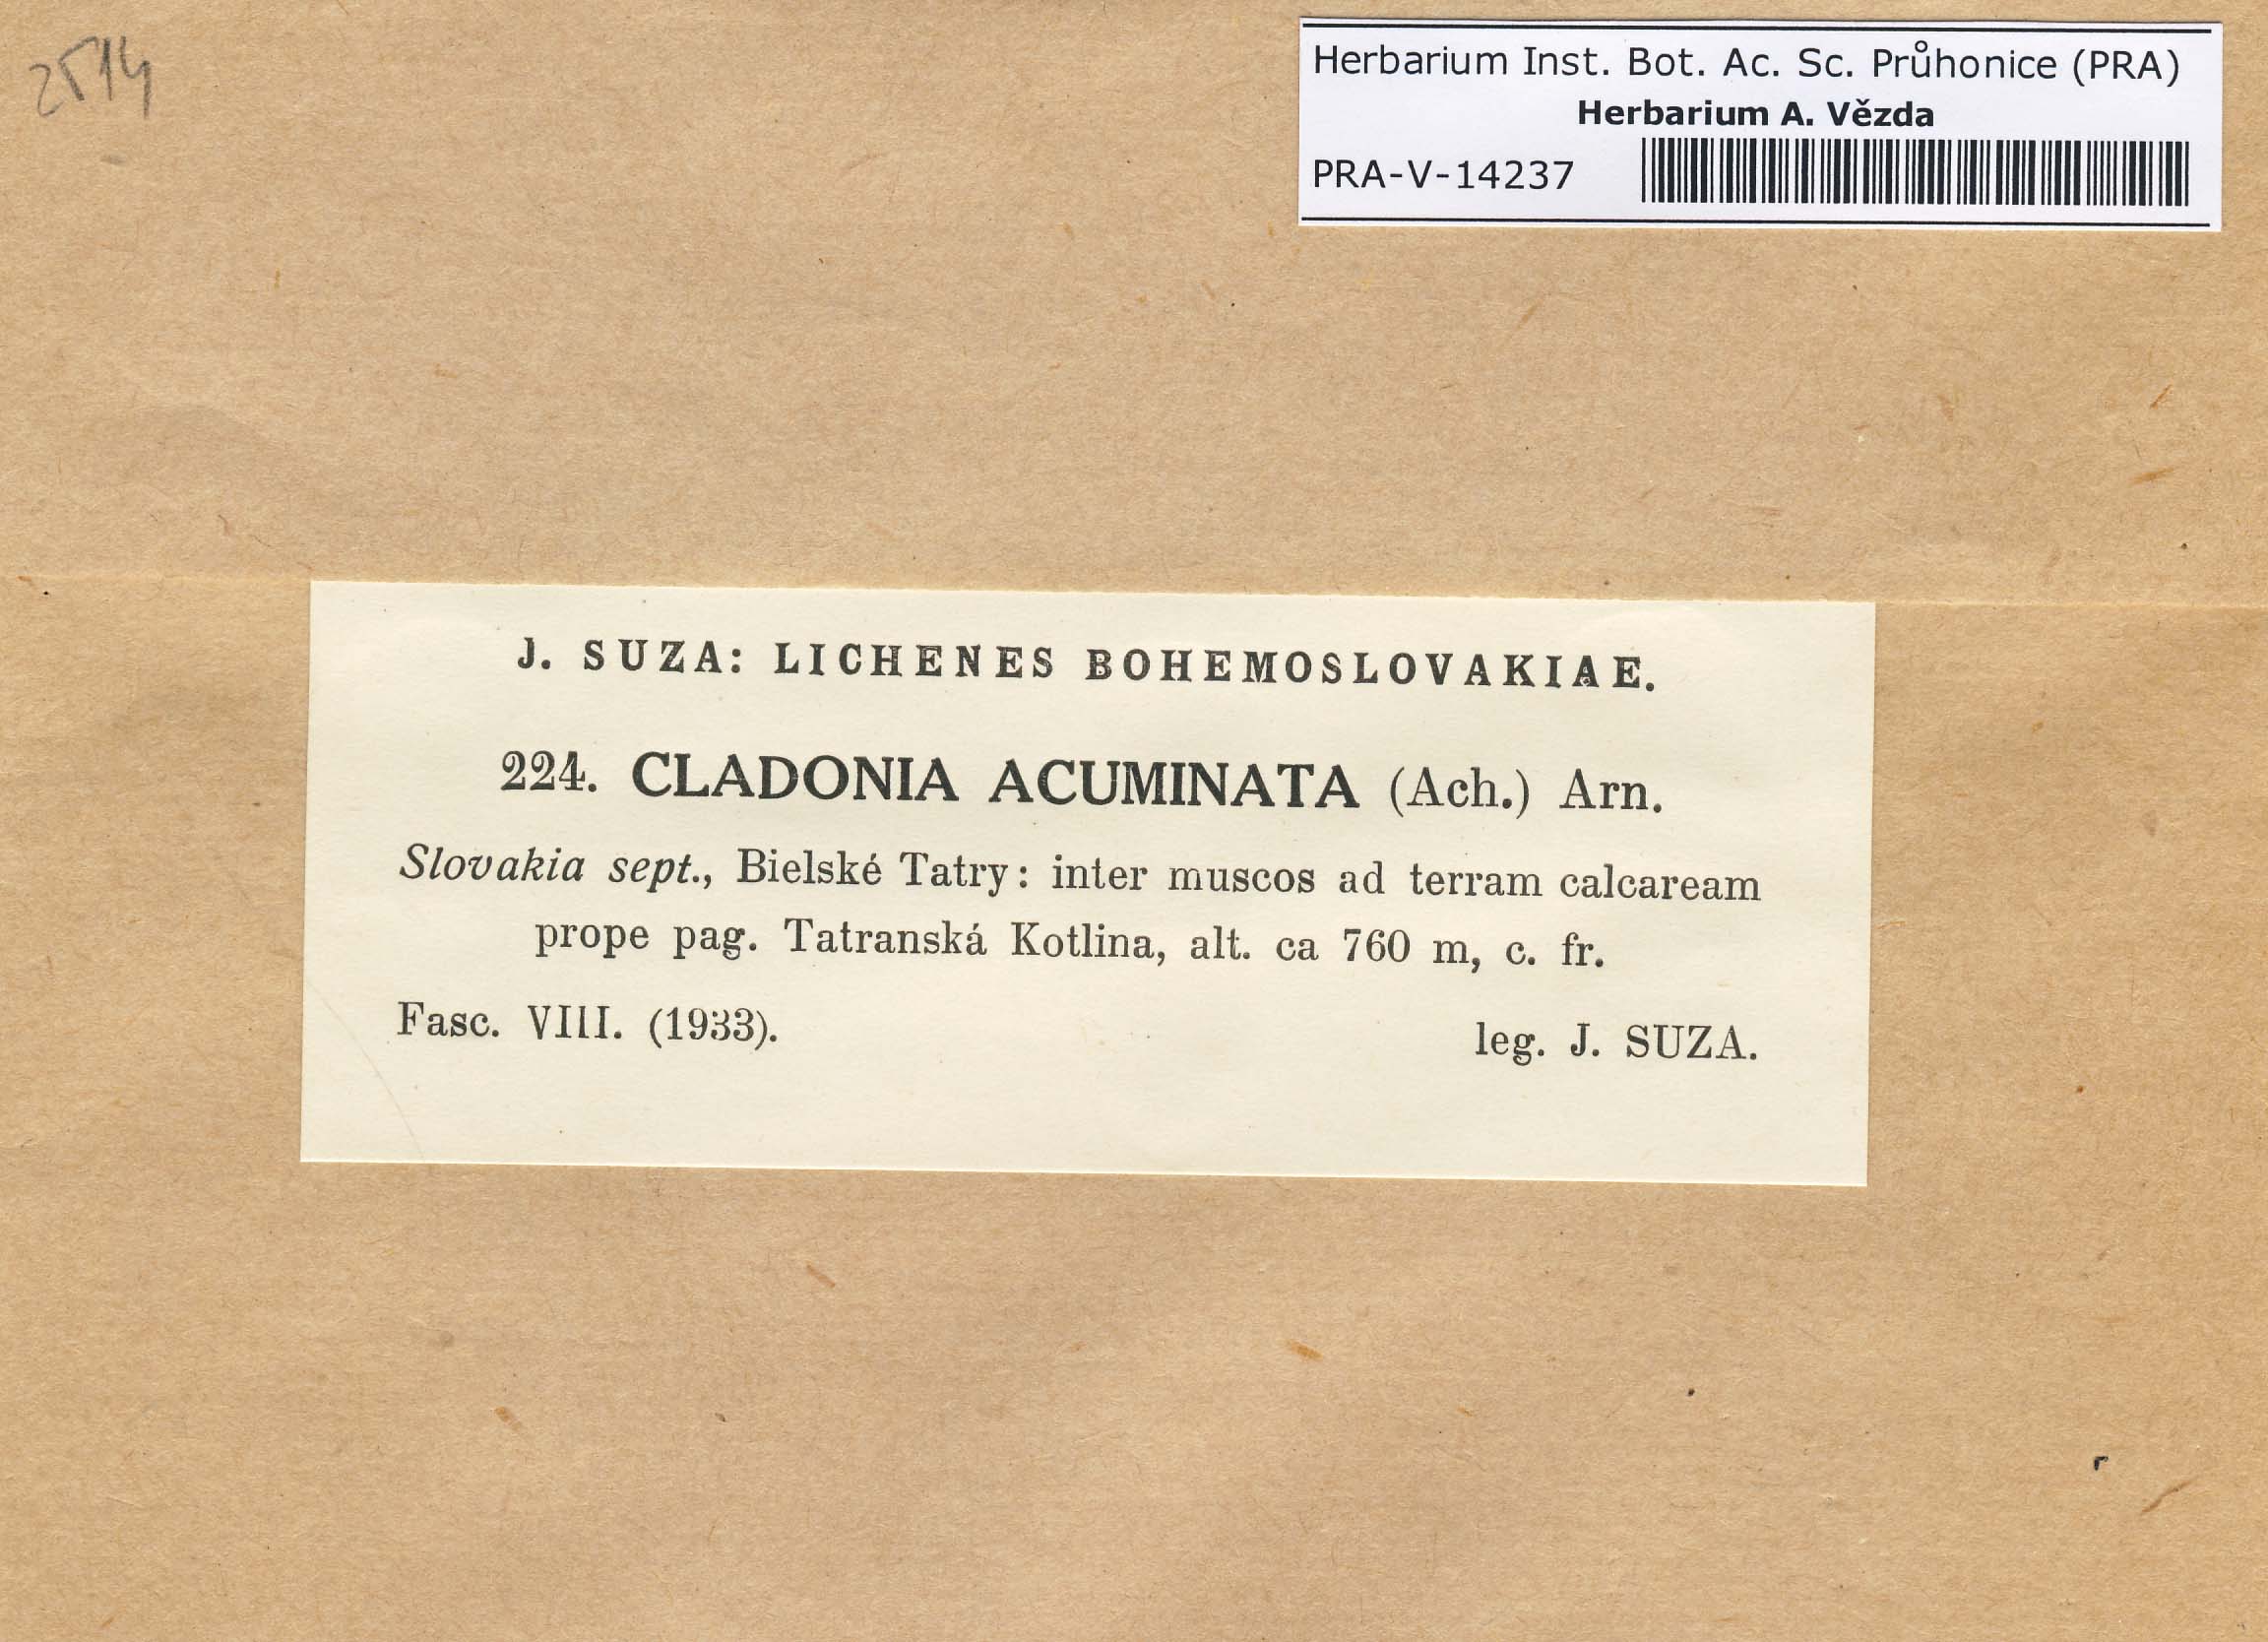 2514
Herbarium Inst. Bot. Ac. Sc. Průhonice (PRA)
Herbarium A. Vězda
PRA-V-14237
J. SUZA: LICHENES BOHEMOSLOVAKIAE.
224. CLADONIA ACUMINATA (Ach.) Arn.
Slovakia sept., Bielské Tatry: inter muscos ad terram calcaream
prope pag. Tatranská Kotlina, alt. ca 760 m, c. fr.
Fasc. VIII. (1933). leg. J. SUZA.